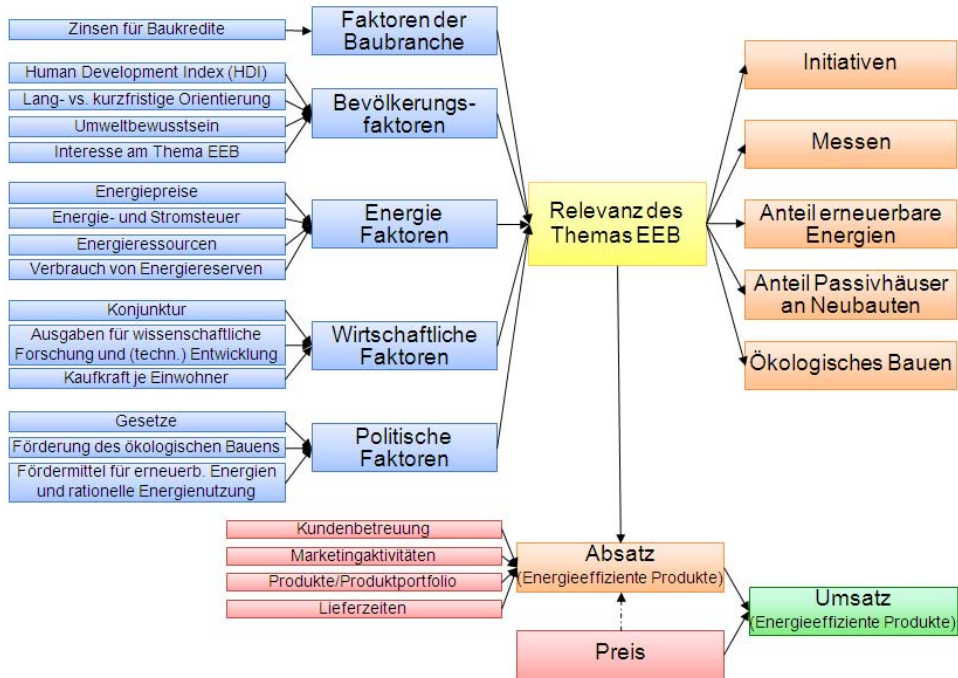 Zinsen für Baukredite
Faktoren der
Baubranche
Human Development Index (HDI)
Lang- vs. kurzfristige Orientierung
Umweltbewusstsein
Interesse am Thema EEB
Bevölkerungs-
faktoren
Energiepreise
Energie- und Stromsteuer
Energieressourcen
Verbrauch von Energiereserven
Energie
Faktoren
Konjunktur
Ausgaben für wissenschaftliche
Forschung und (techn.) Entwicklung
Kaufkraft je Einwohner
Wirtschaftliche
Faktoren
Gesetze
Förderung des ökologischen Bauens
Fördermittel für erneuerb. Energien
und rationelle Energienutzung
Politische
Faktoren
Relevanz des
Themas EEB
Initiativen
Messen
Anteil erneuerbare
Energien
Anteil Passivhäuser
an Neubauten
Ökologisches Bauen
Kundenbetreuung
Marketingaktivitäten
Produkte/Produktportfolio
Lieferzeiten
Absatz
(Energieeffiziente Produkte)
Preis
Umsatz
(Energieeffiziente Produkte)